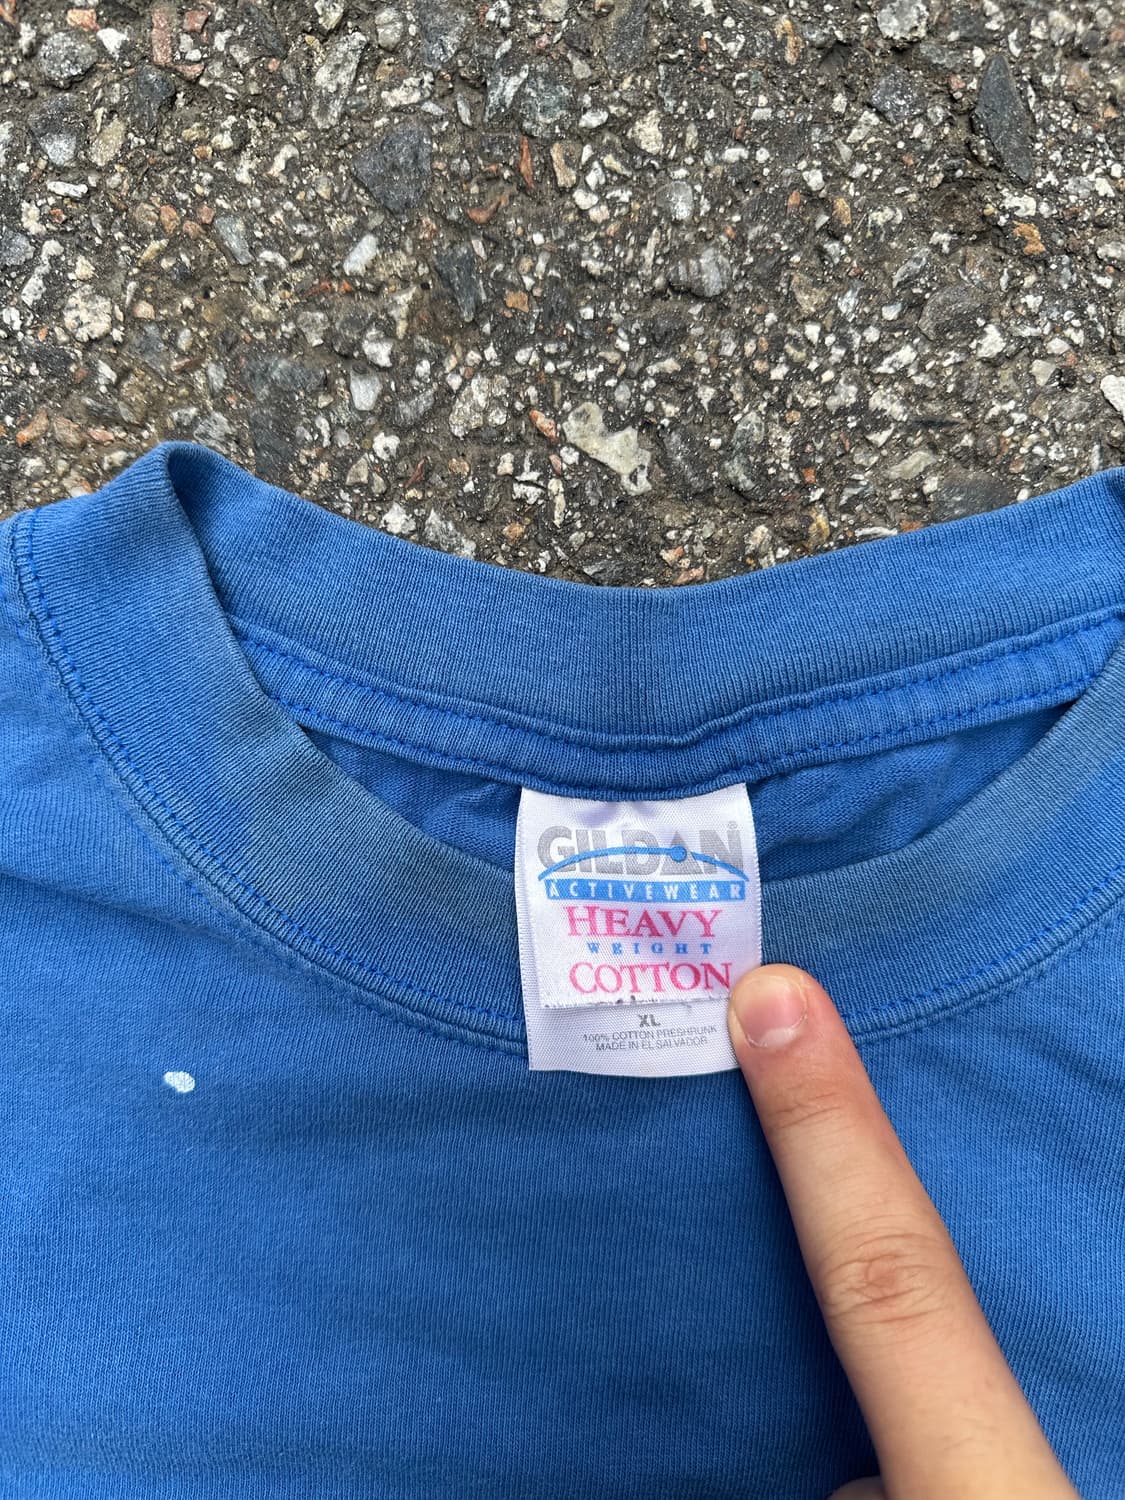 GILDAN®
ACTIVEWEAR
HEAVY
WEIGHT
COTTON
XL
100% COTTON PRESHRUNK
MADE IN EL SALVADOR